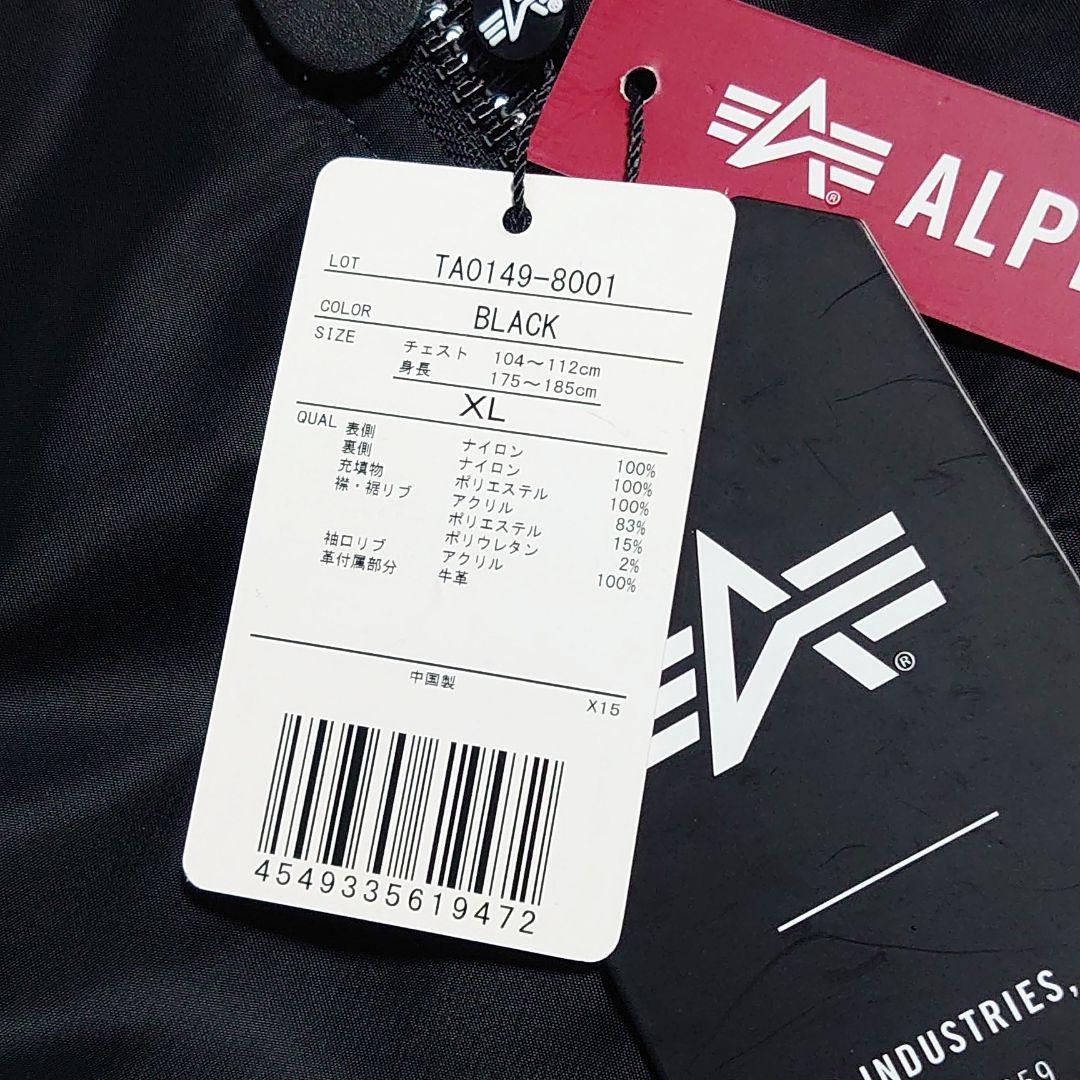 ALP
LOT TA0149-8001
COLOR BLACK
SIZE チェスト 104～112cm
身長 175～185cm
XL
QUAL 表側 ナイロン 100%
裏側 ナイロン 100%
充填物 ポリエステル 100%
襟・裾リブ アクリル 83%
ポリエステル 15%
ポリウレタン 2%
袖口リブ アクリル 100%
革付属部分 牛革
中国製
X15
4549335619472
INDUSTRIES,
59